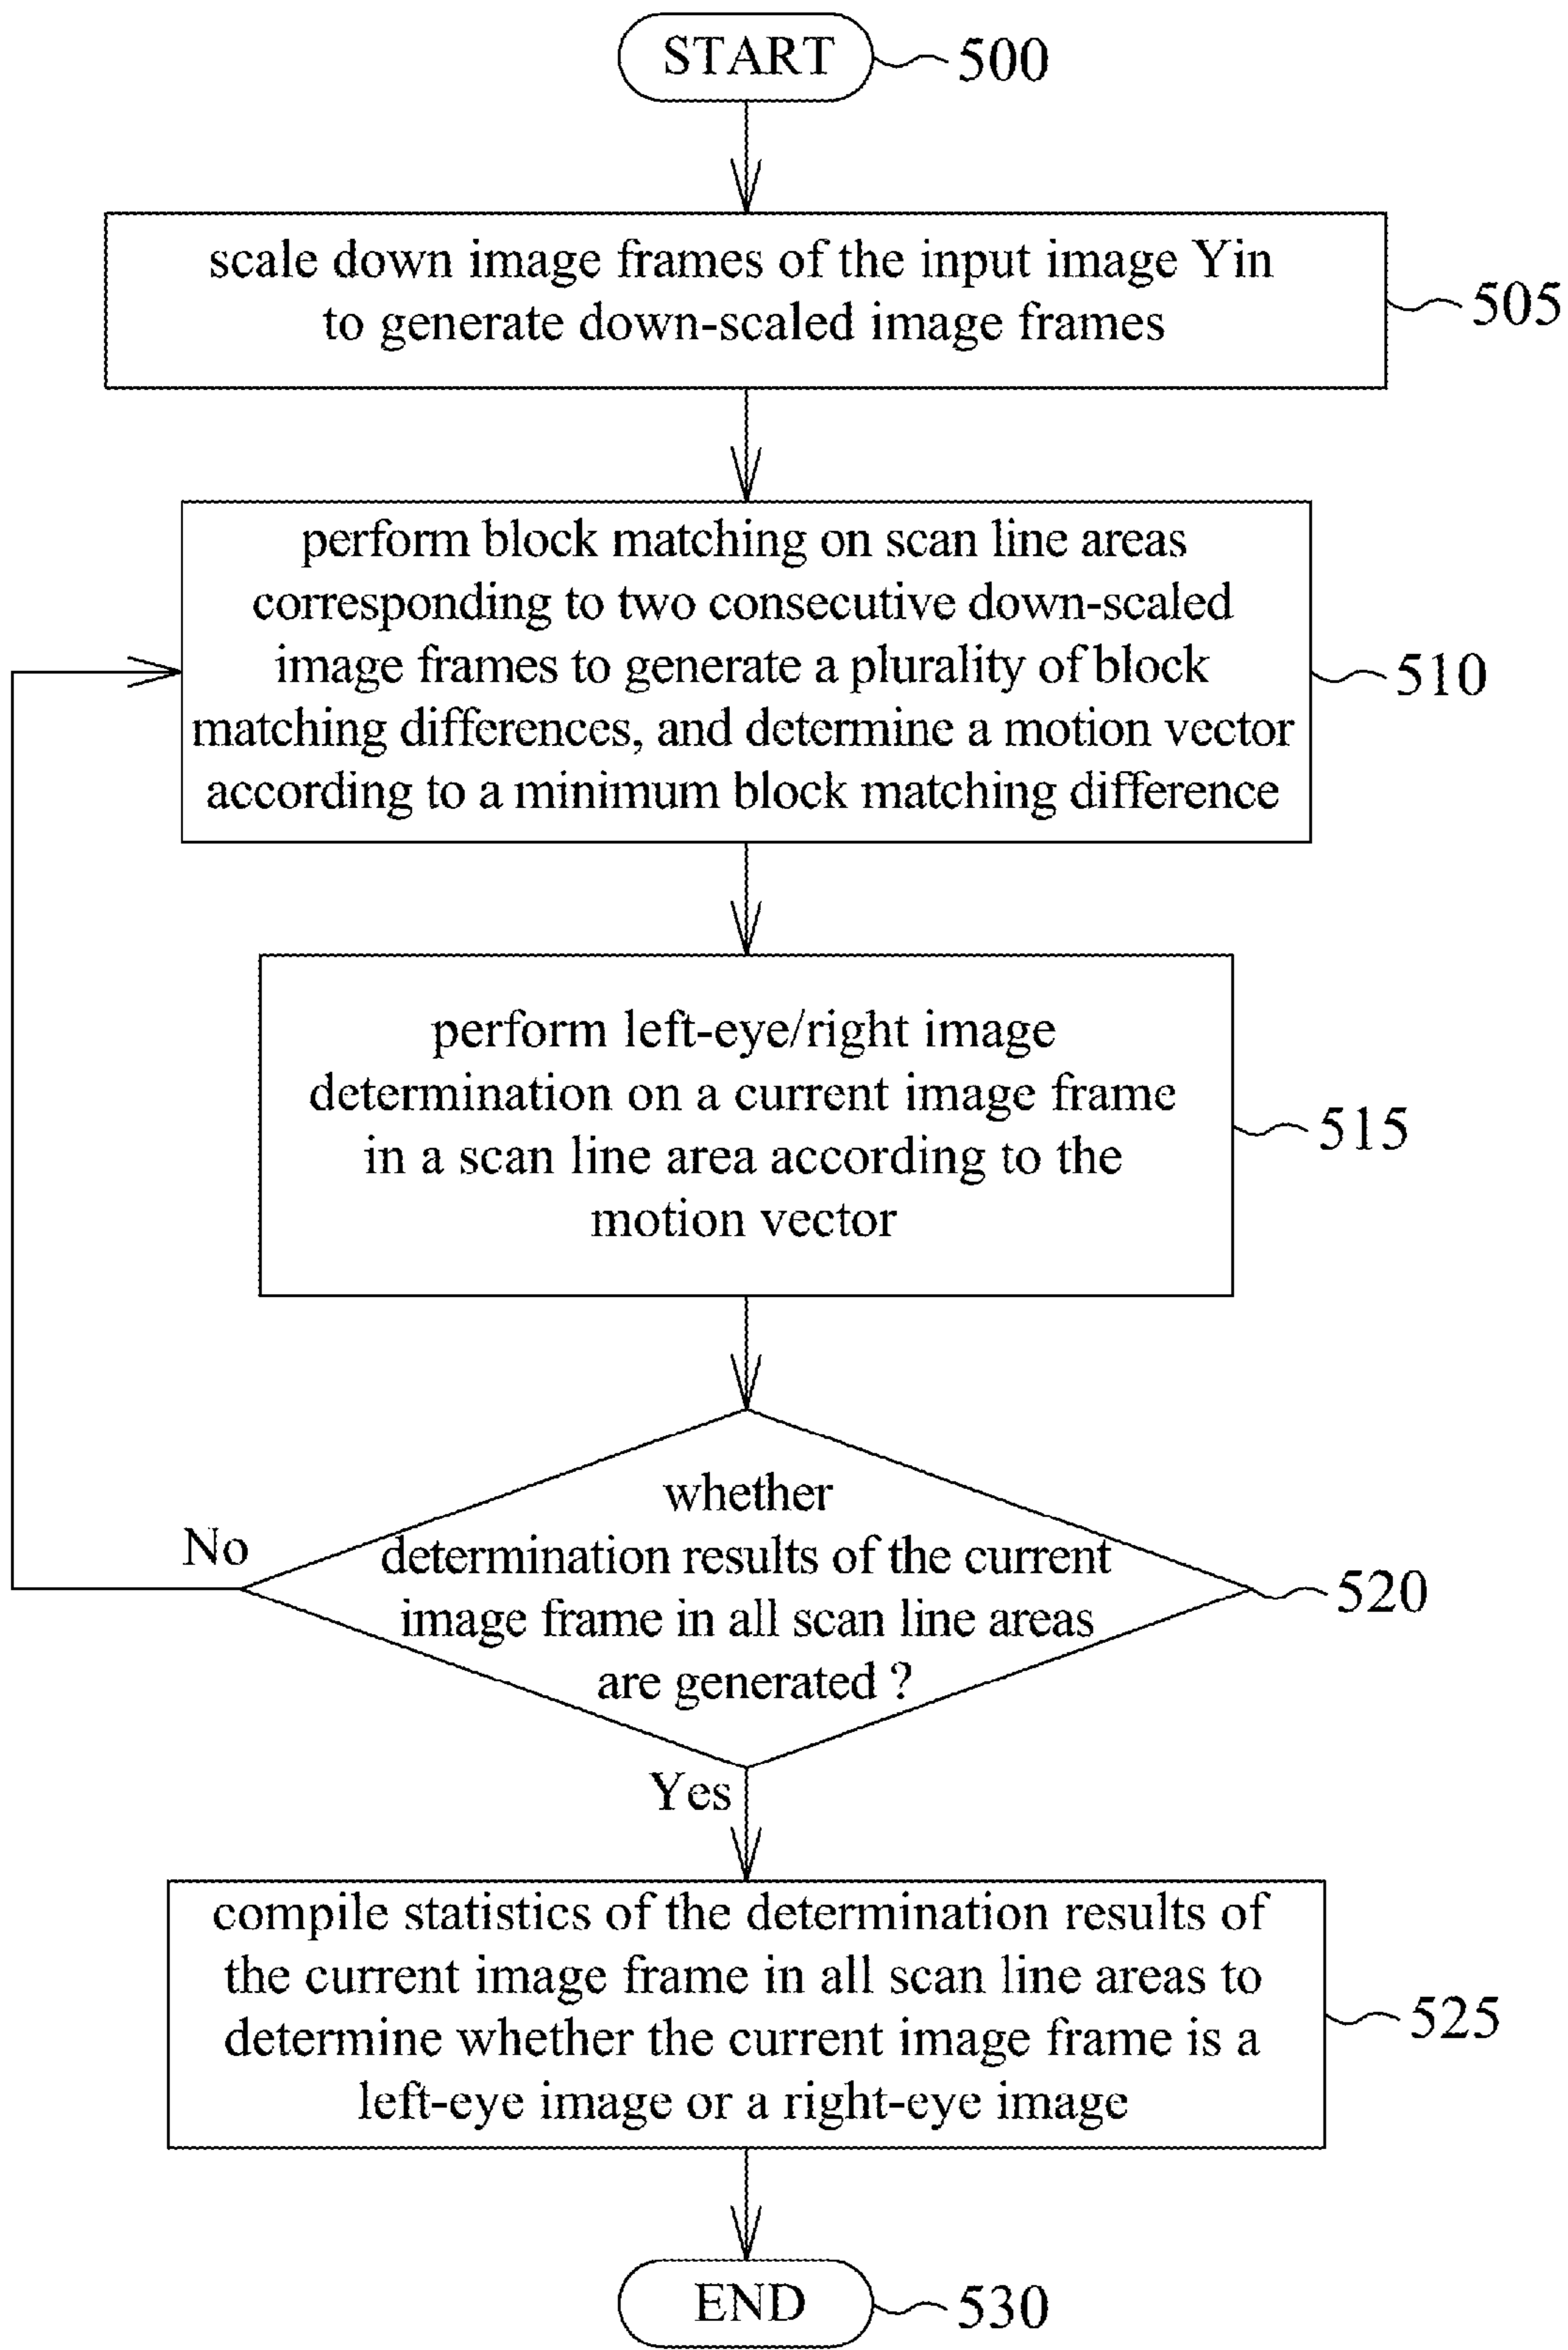 START
500
scale down image frames of the input image Yin
to generate down-scaled image frames
505
perform block matching on scan line areas
corresponding to two consecutive down-scaled
image frames to generate a plurality of block
matching differences, and determine a motion vector
according to a minimum block matching difference
510
perform left-eye/right image
determination on a current image frame
in a scan line area according to the
motion vector
515
whether
determination results of the current
image frame in all scan line areas
are generated ?
520
No
Yes
compile statistics of the determination results of
the current image frame in all scan line areas to
determine whether the current image frame is a
left-eye image or a right-eye image
525
END
530